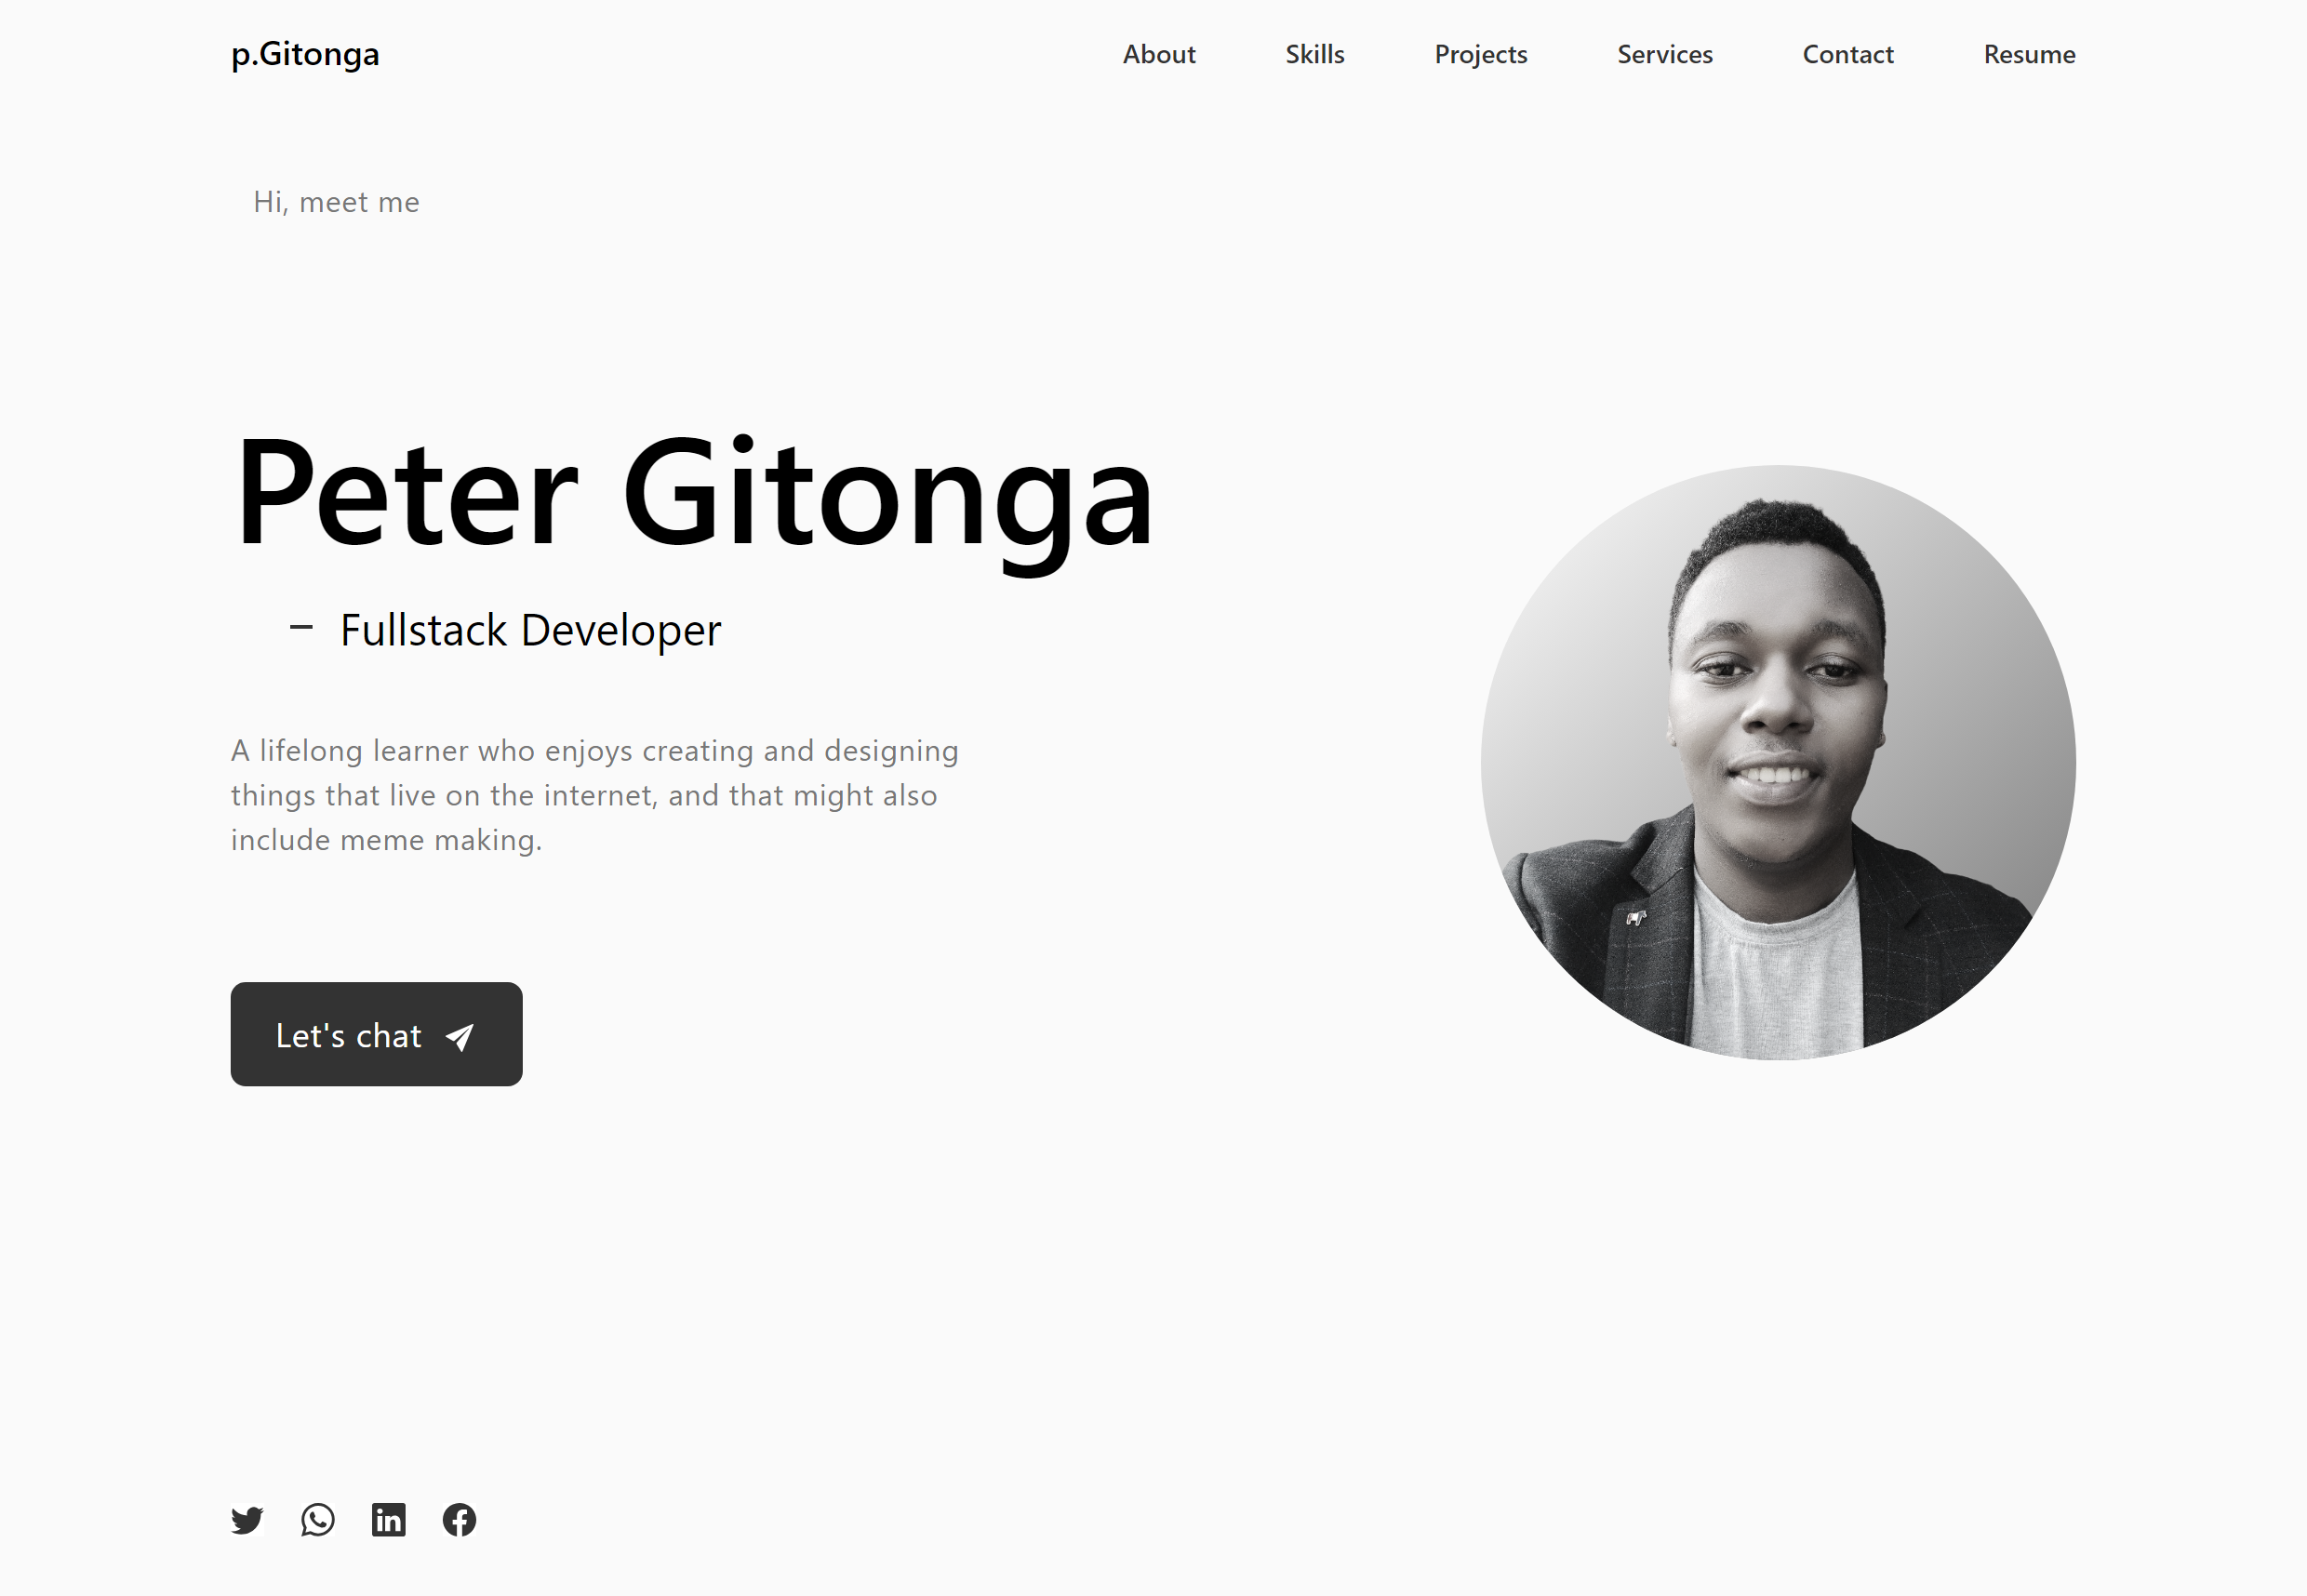 p.Gitonga
About Skills Projects Services Contact Resume
Hi, meet me
Peter Gitonga
– Fullstack Developer
A lifelong learner who enjoys creating and designing
things that live on the internet, and that might also
include meme making.
Let's chat